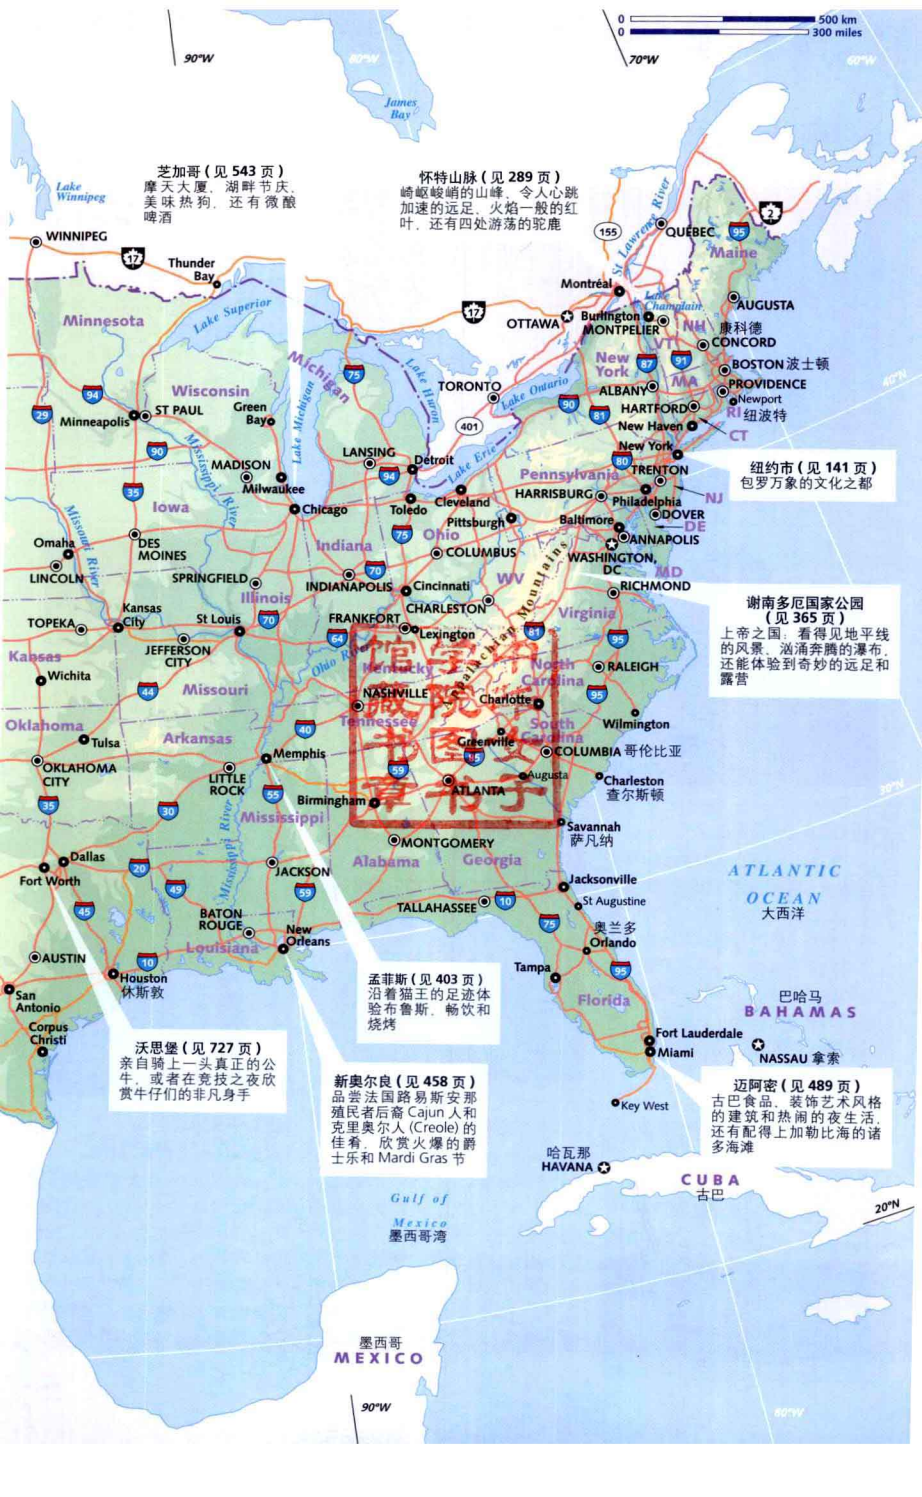 0 500 km
0 300 miles
90°W
80°W
70°W
60°W
James
Bay
芝加哥(见 543 页)
摩天大厦、湖畔节庆、
美味热狗,还有微酿
啤酒
怀特山脉(见 289 页)
崎岖峻峭的山峰、令人心跳
加速的远足、火焰一般的红
叶,还有四处游荡的驼鹿
Lake
Winnipeg
WINNIPEG
17
Thunder
Bay
155
St Lawrence River
QUÉBEC
95
2
Maine
Montréal
17
OTTAWA
Lake
Champlain
Burlington
MONTPELIER
AUGUSTA
NH
康科德
CONCORD
VT
Minnesota
Lake Superior
Michigan
75
Lake Huron
TORONTO
Lake Ontario
New
York
87
91
BOSTON 波士顿
MA
PROVIDENCE
ALBANY
40°N
Newport
纽波特
RI
29
94
Wisconsin
Minneapolis
ST PAUL
Green
Bay
Lake Michigan
401
90
81
HARTFORD
New Haven
CT
New York
90
Mississippi River
MADISON
Milwaukee
LANSING
94
Detroit
Lake Erie
80
Pennsylvania
TRENTON
纽约市(见 141 页)
包罗万象的文化之都
35
Iowa
Chicago
Toledo
Cleveland
HARRISBURG
Philadelphia
NJ
Missouri River
75
Ohio
Pittsburgh
Baltimore
DOVER
DE
Omaha
DES
MOINES
Indiana
COLUMBUS
ANNAPOLIS
WASHINGTON,
DC
MD
LINCOLN
SPRINGFIELD
70
INDIANAPOLIS
Cincinnati
WV
RICHMOND
Illinois
CHARLESTON
Appalachian Mountains
Virginia
谢南多厄国家公园
(见 365 页)
上帝之国:看得见地平线
的风景、汹涌奔腾的瀑布,
还能体验到奇妙的远足和
露营
Kansas
City
TOPEKA
St Louis
70
FRANKFORT
Lexington
64
81
95
JEFFERSON
CITY
Ohio River
Kansas
Kentucky
North
Carolina
RALEIGH
Wichita
44
Missouri
NASHVILLE
Charlotte
95
Oklahoma
Tennessee
South
Carolina
Wilmington
Tulsa
Arkansas
40
Greenville
Memphis
COLUMBIA 哥伦比亚
OKLAHOMA
CITY
LITTLE
ROCK
59
85
Augusta
Charleston
查尔斯顿
30°N
35
30
55
Birmingham
ATLANTA
Mississippi
Mississippi River
Savannah
萨凡纳
MONTGOMERY
Dallas
Alabama
Georgia
Fort Worth
20
JACKSON
ATLANTIC
OCEAN
大西洋
49
59
Jacksonville
45
TALLAHASSEE
10
St Augustine
BATON
ROUGE
New
Orleans
75
奥兰多
Orlando
Louisiana
AUSTIN
10
Tampa
95
Houston
休斯敦
孟菲斯(见 403 页)
沿着猫王的足迹体
验布鲁斯、畅饮和
烧烤
Florida
巴哈马
BAHAMAS
San
Antonio
Corpus
Christi
沃思堡(见 727 页)
亲自骑上一头真正的公
牛,或者在竞技之夜欣
赏牛仔们的非凡身手
Fort Lauderdale
Miami
NASSAU 拿索
新奥尔良(见 458 页)
品尝法国路易斯安那
殖民者后裔 Cajun 人和
克里奥尔人 (Creole) 的
佳肴,欣赏火爆的爵
士乐和 Mardi Gras 节
迈阿密(见 489 页)
古巴食品、装饰艺术风格
的建筑和热闹的夜生活,
还有配得上加勒比海的诸
多海滩
Key West
哈瓦那
HAVANA
CUBA
古巴
Gulf of
Mexico
墨西哥湾
20°N
墨西哥
MEXICO
90°W
80°W